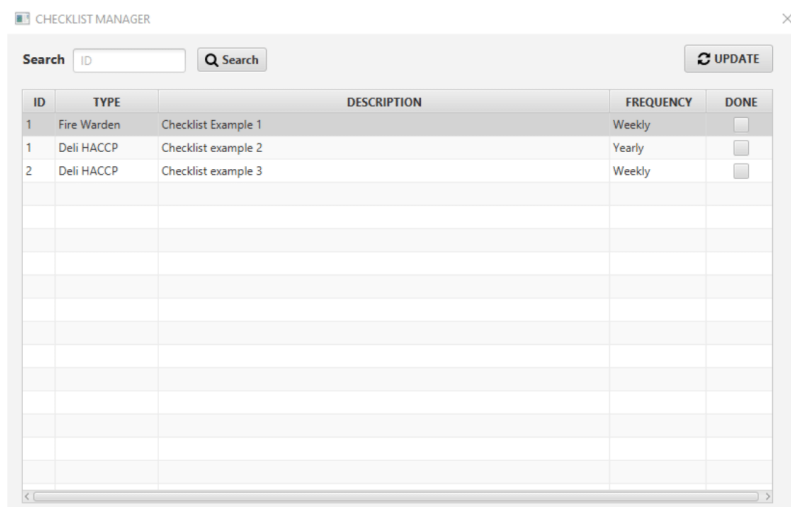 CHECKLIST MANAGER
Search ID Search UPDATE
ID TYPE DESCRIPTION FREQUENCY DONE
1 Fire Warden Checklist Example 1 Weekly
1 Deli HACCP Checklist example 2 Yearly
2 Deli HACCP Checklist example 3 Weekly